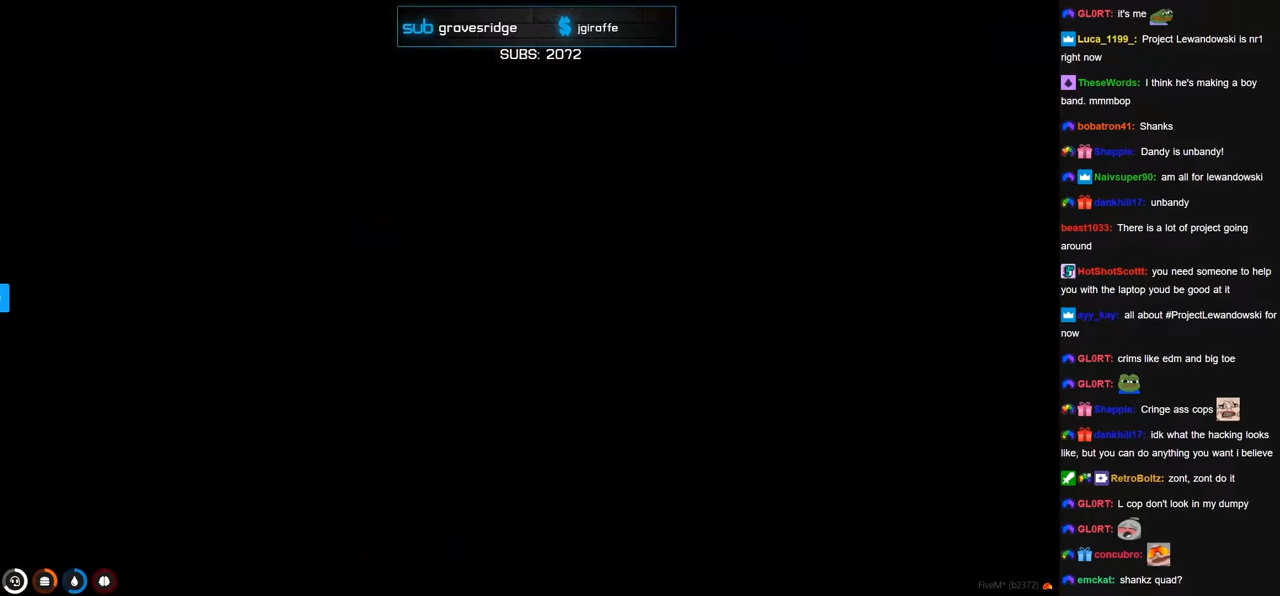 sub gravesridge jgiraffe
SUBS: 2072
GL0RT: it's me
Luca_1199_: Project Lewandowski is nr1
right now
TheseWords: I think he's making a boy
band. mmmbop
bobatron41: Shanks
Shappie: Dandy is unbandy!
Naivsuper90: am all for lewandowski
dankhill17: unbandy
beast1033: There is a lot of project going
around
HotShotScottt: you need someone to help
you with the laptop youd be good at it
ayy_kay: all about #ProjectLewandowski for
now
GL0RT: crims like edm and big toe
GL0RT:
Shappie: Cringe ass cops
dankhill17: idk what the hacking looks
like, but you can do anything you want i believe
RetroBoltz: zont, zont do it
GL0RT: L cop don't look in my dumpy
GL0RT:
concubro:
emckat: shankz quad?
FiveM* (b2372)